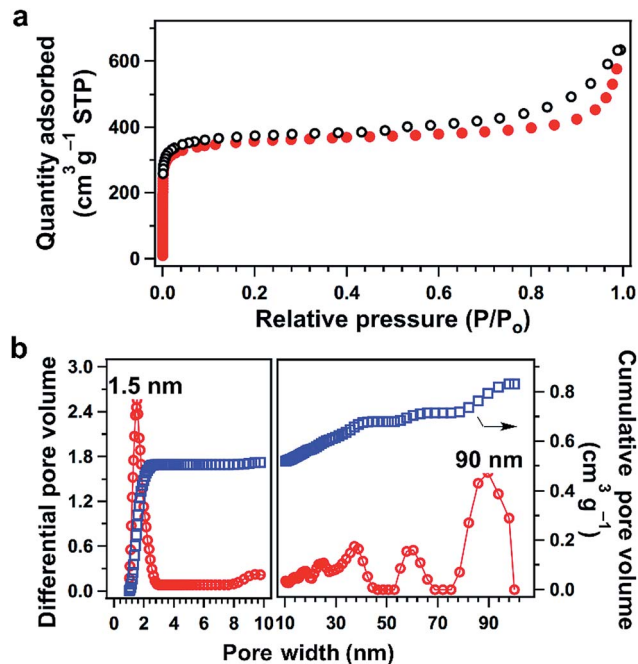 a
Quantity adsorbed
(cm³ g⁻¹ STP)
600
400
200
0
0.0 0.2 0.4 0.6 0.8 1.0
Relative pressure (P/Pₒ)
b
Differential pore volume
3.0
2.4
1.8
1.2
0.6
0.0
1.5 nm
90 nm
0.8
0.6
0.4
0.2
0.0
Cumulative pore volume
(cm³ g⁻¹)
0 2 4 6 8 10 10 30 50 70 90
Pore width (nm)